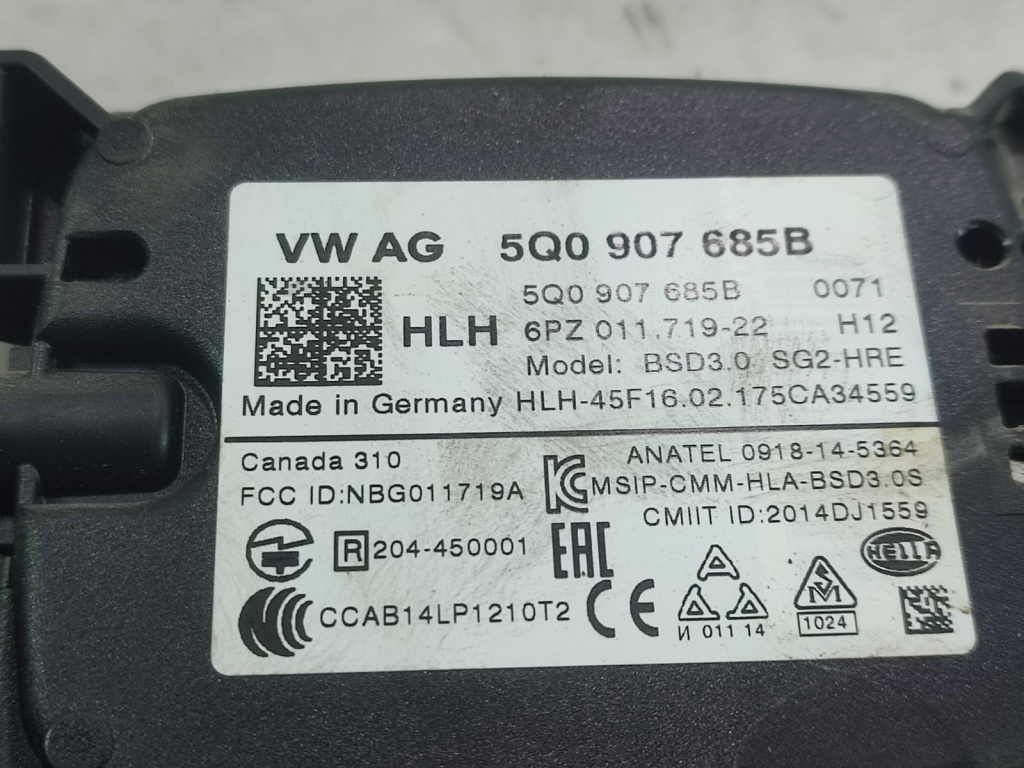 VW AG 5Q0 907 685B
5Q0 907 685B 0071
HLH 6PZ 011.719-22 H12
Model: BSD3.0 SG2-HRE
Made in Germany HLH-45F16.02.175CA34559
Canada 310 ANATEL 0918-14-5364
FCC ID:NBG011719A MSIP-CMM-HLA-BSD3.0S
CMIIT ID:2014DJ1559
R 204-450001 EAC HELLA
CCAB14LP1210T2 CE
И 011 14 1024